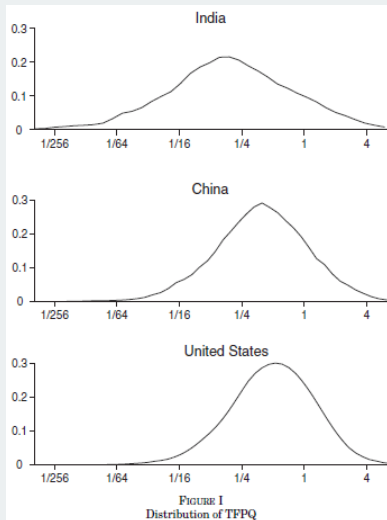 India
0.3
0.2
0.1
0
1/256 1/64 1/16 1/4 1 4
China
0.3
0.2
0.1
0
1/256 1/64 1/16 1/4 1 4
United States
0.3
0.2
0.1
0
1/256 1/64 1/16 1/4 1 4
FIGURE I
Distribution of TFPQ